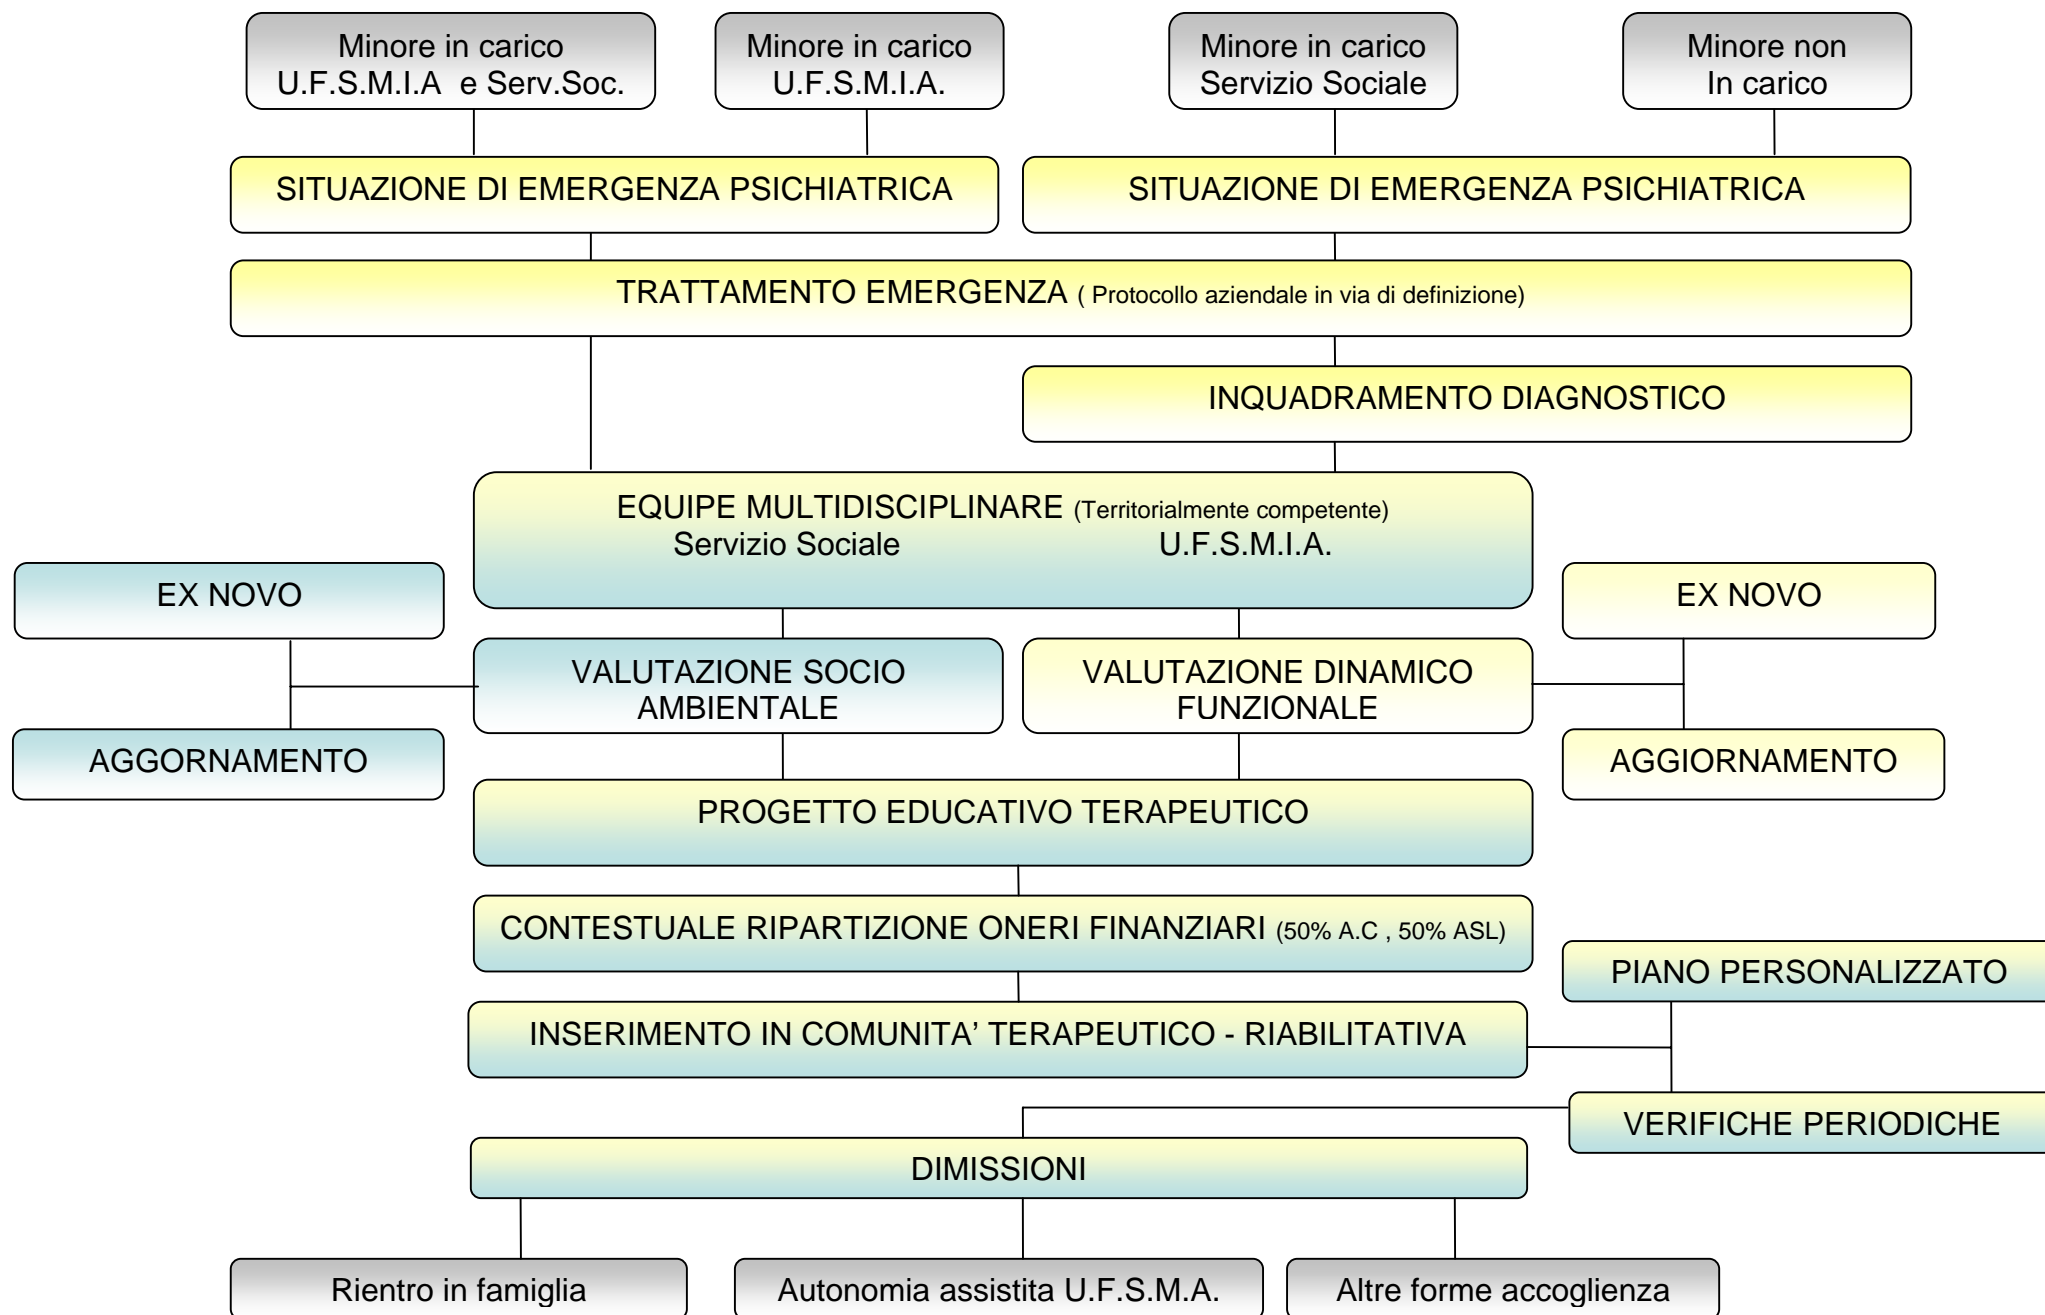 Minore in carico
U.F.S.M.I.A e Serv.Soc.
Minore in carico
U.F.S.M.I.A.
Minore in carico
Servizio Sociale
Minore non
In carico
SITUAZIONE DI EMERGENZA PSICHIATRICA
SITUAZIONE DI EMERGENZA PSICHIATRICA
TRATTAMENTO EMERGENZA ( Protocollo aziendale in via di definizione)
INQUADRAMENTO DIAGNOSTICO
EQUIPE MULTIDISCIPLINARE (Territorialmente competente)
Servizio Sociale U.F.S.M.I.A.
EX NOVO
EX NOVO
VALUTAZIONE SOCIO
AMBIENTALE
VALUTAZIONE DINAMICO
FUNZIONALE
AGGORNAMENTO
AGGIORNAMENTO
PROGETTO EDUCATIVO TERAPEUTICO
CONTESTUALE RIPARTIZIONE ONERI FINANZIARI (50% A.C , 50% ASL)
PIANO PERSONALIZZATO
INSERIMENTO IN COMUNITA’ TERAPEUTICO - RIABILITATIVA
VERIFICHE PERIODICHE
DIMISSIONI
Rientro in famiglia
Autonomia assistita U.F.S.M.A.
Altre forme accoglienza